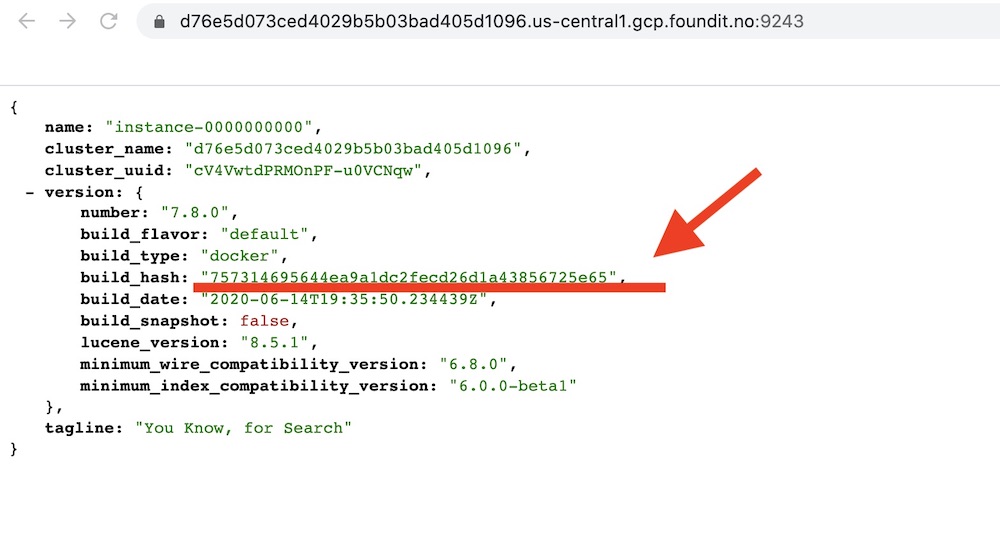 d76e5d073ced4029b5b03bad405d1096.us-central1.gcp.foundit.no:9243
{
name: "instance-0000000000",
cluster_name: "d76e5d073ced4029b5b03bad405d1096",
cluster_uuid: "cV4VwtdPRMOnPF-u0VCNqw",
- version: {
number: "7.8.0",
build_flavor: "default",
build_type: "docker",
build_hash: "757314695644ea9a1dc2fecd26d1a43856725e65",
build_date: "2020-06-14T19:35:50.234439Z",
build_snapshot: false,
lucene_version: "8.5.1",
minimum_wire_compatibility_version: "6.8.0",
minimum_index_compatibility_version: "6.0.0-beta1"
},
tagline: "You Know, for Search"
}